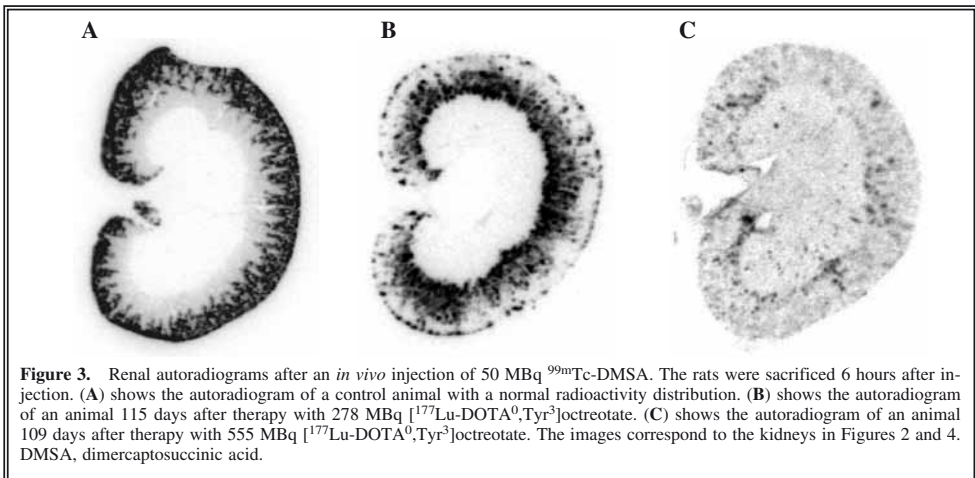 A B C
Figure 3. Renal autoradiograms after an in vivo injection of 50 MBq 99mTc-DMSA. The rats were sacrificed 6 hours after in-
jection. (A) shows the autoradiogram of a control animal with a normal radioactivity distribution. (B) shows the autoradiogram
of an animal 115 days after therapy with 278 MBq [177Lu-DOTA0,Tyr3]octreotate. (C) shows the autoradiogram of an animal
109 days after therapy with 555 MBq [177Lu-DOTA0,Tyr3]octreotate. The images correspond to the kidneys in Figures 2 and 4.
DMSA, dimercaptosuccinic acid.